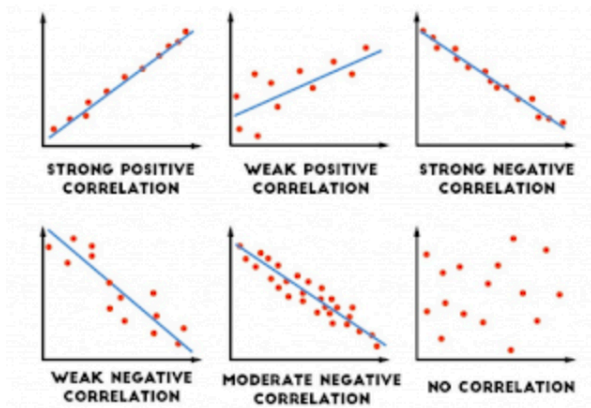 STRONG POSITIVE
CORRELATION
WEAK POSITIVE
CORRELATION
STRONG NEGATIVE
CORRELATION
WEAK NEGATIVE
CORRELATION
MODERATE NEGATIVE
CORRELATION
NO CORRELATION